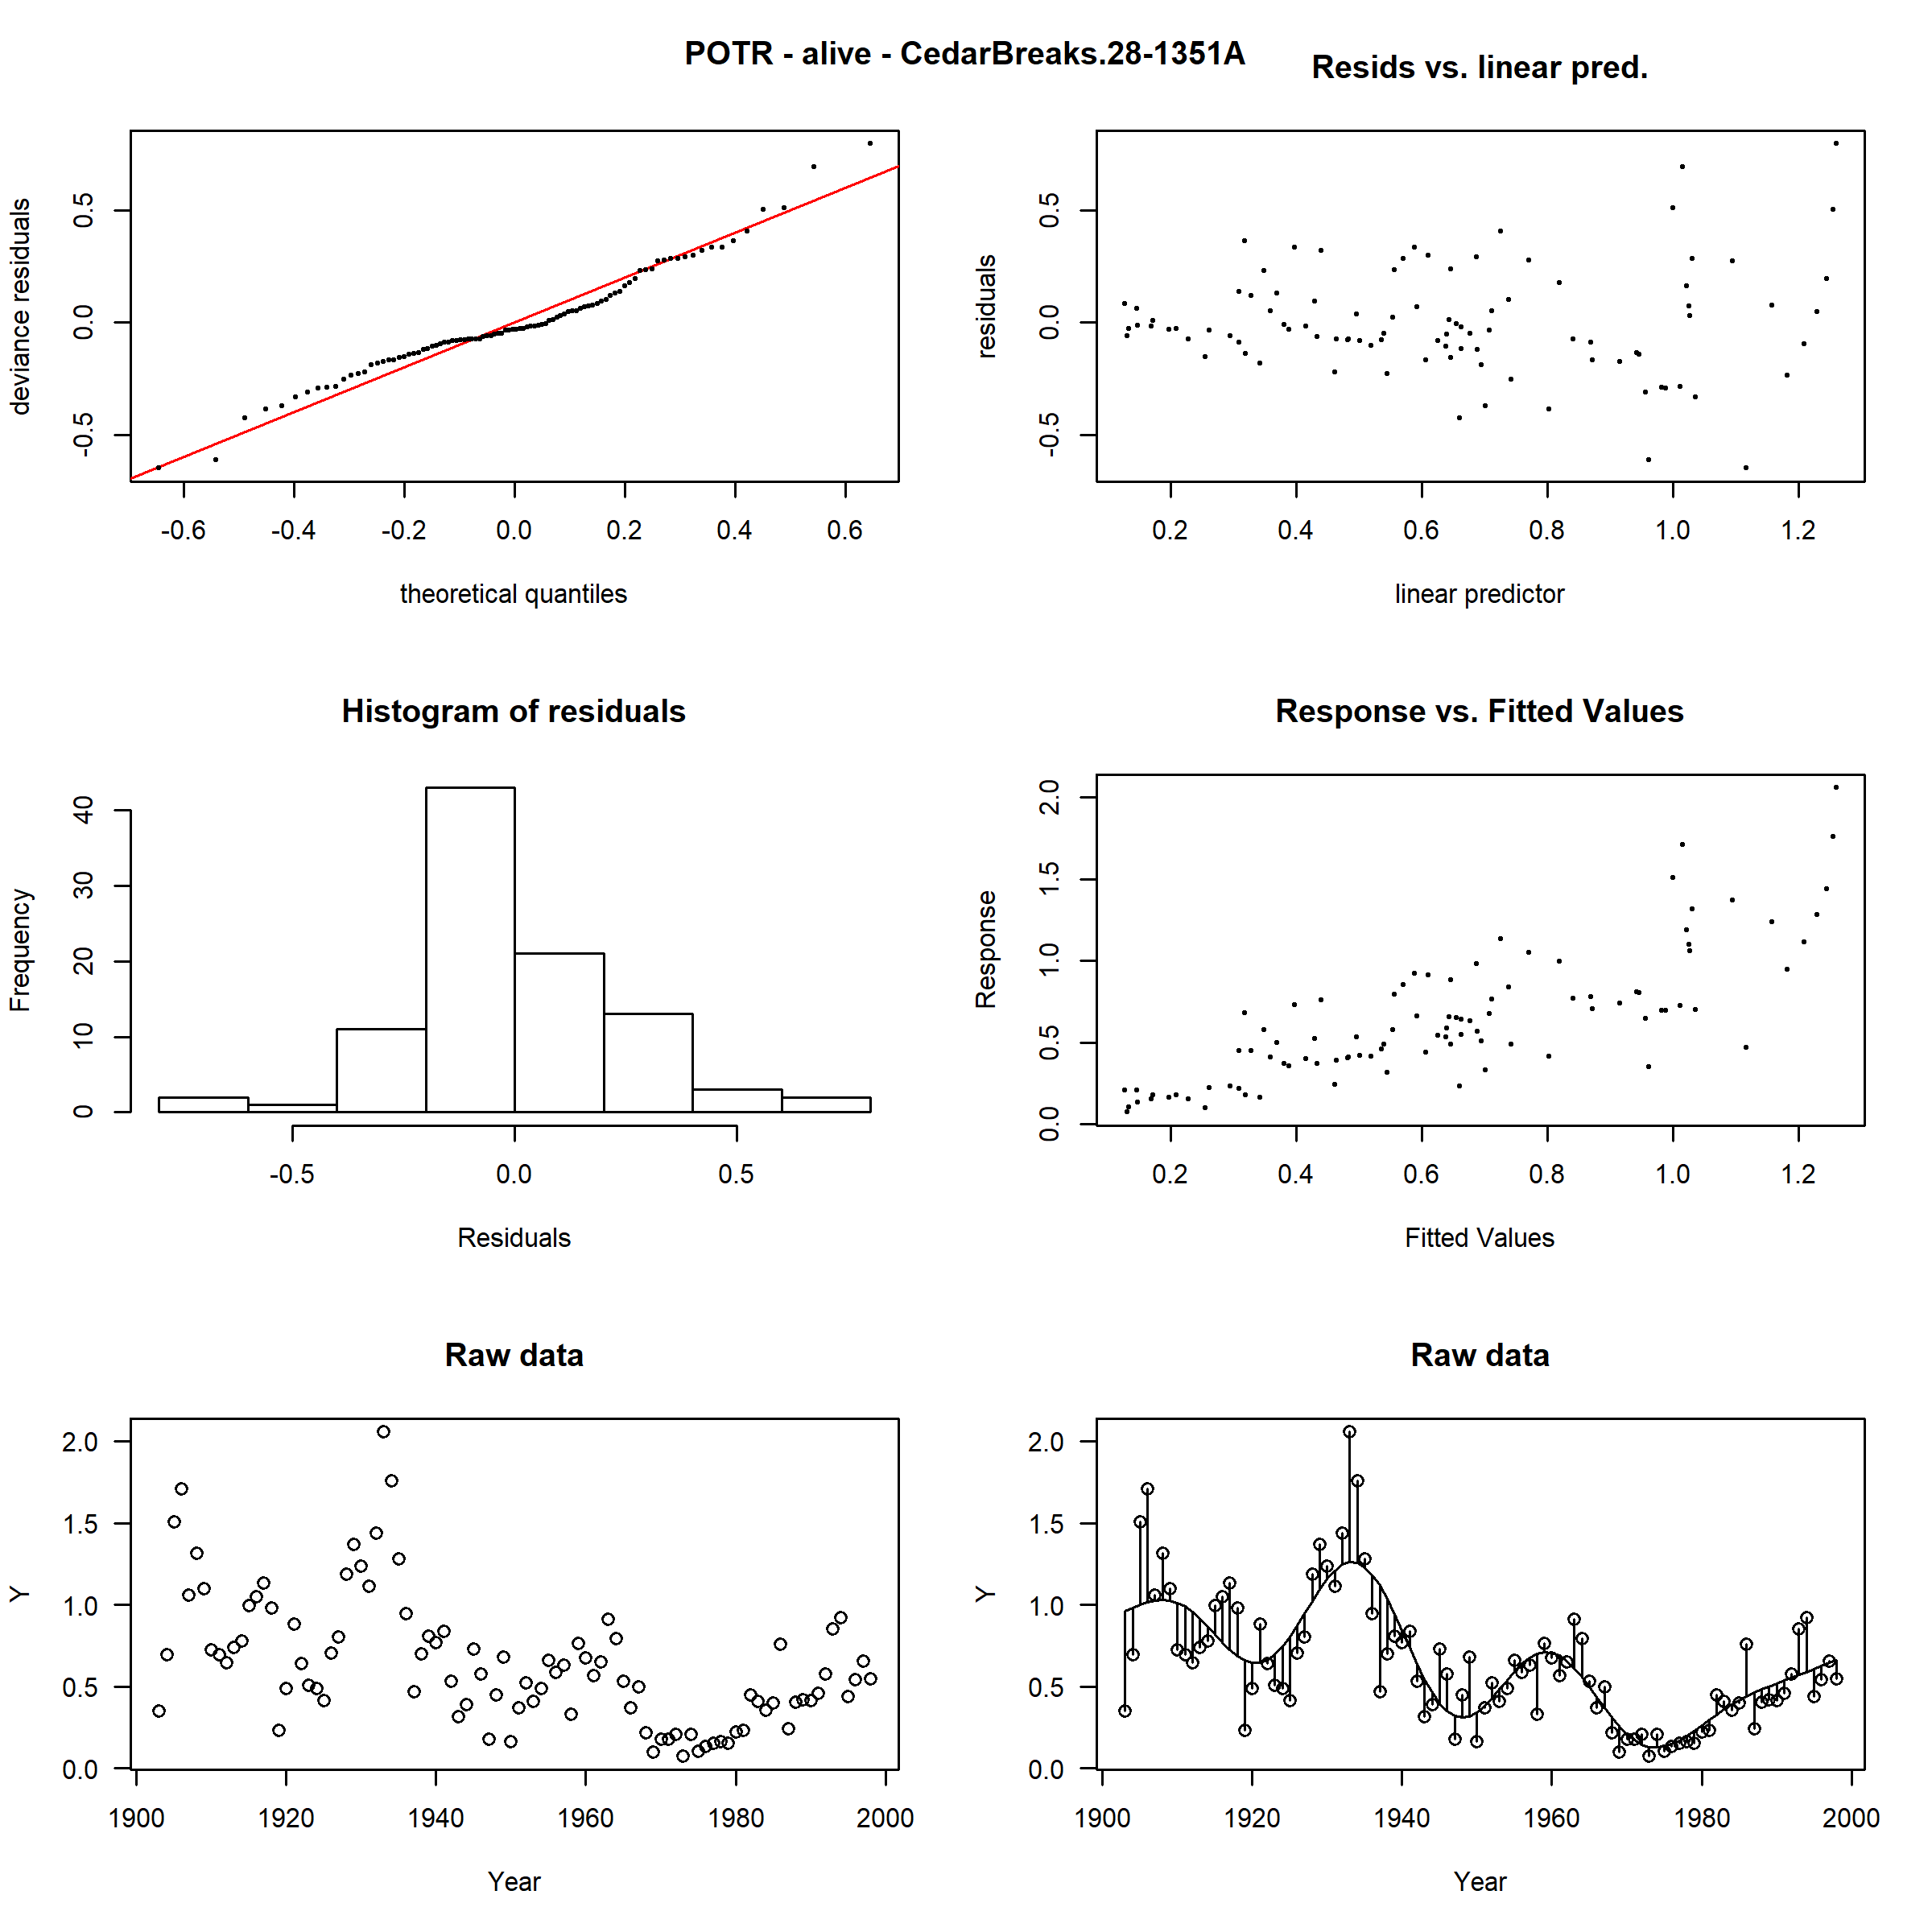 POTR - alive - CedarBreaks.28-1351A
Resids vs. linear pred.
deviance residuals
-0.5 0.0 0.5
-0.6 -0.4 -0.2 0.0 0.2 0.4 0.6
theoretical quantiles
residuals
-0.5 0.0 0.5
0.2 0.4 0.6 0.8 1.0 1.2
linear predictor
Histogram of residuals
Frequency
0 10 20 30 40
-0.5 0.0 0.5
Residuals
Response vs. Fitted Values
Response
0.0 0.5 1.0 1.5 2.0
0.2 0.4 0.6 0.8 1.0 1.2
Fitted Values
Raw data
Y
2.0
1.5
1.0
0.5
0.0
1900 1920 1940 1960 1980 2000
Year
Raw data
Y
2.0
1.5
1.0
0.5
0.0
1900 1920 1940 1960 1980 2000
Year